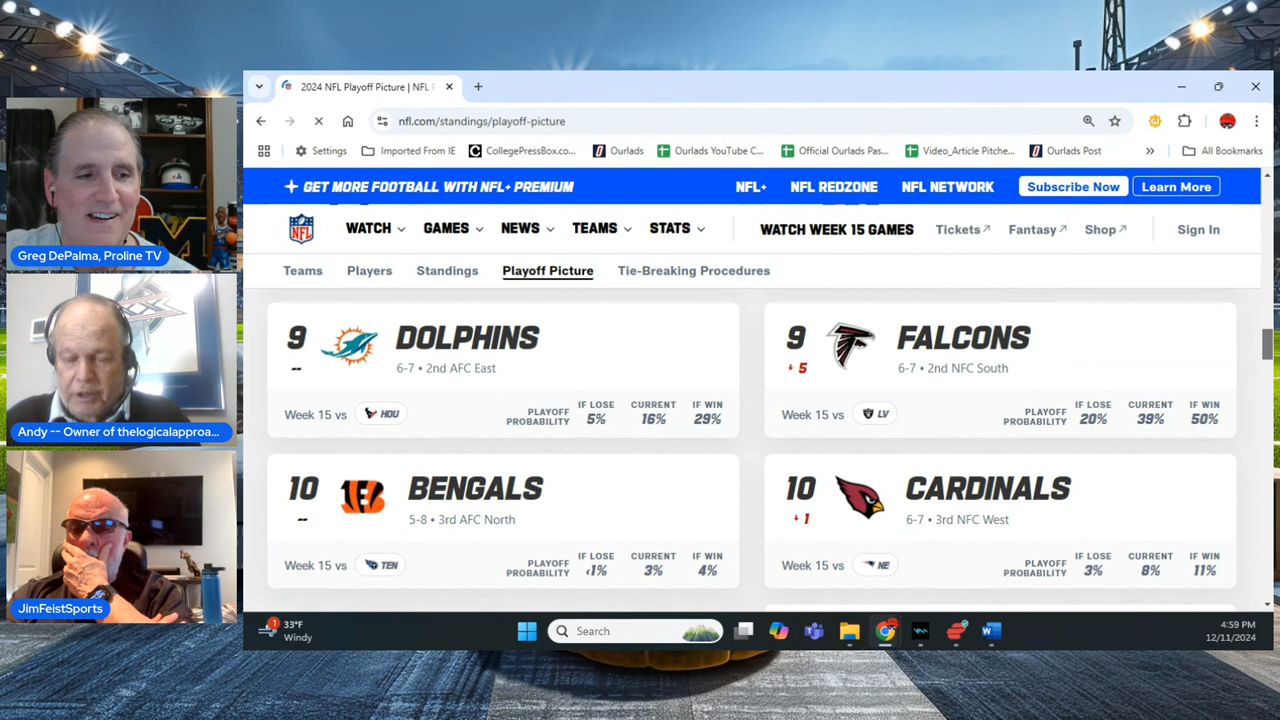 Greg DePalma, Proline TV
Andy -- Owner of thelogicalapproa...
JimFeistSports
2024 NFL Playoff Picture | NFL
nfl.com/standings/playoff-picture
Settings
Imported From IE
CollegePressBox.co...
Ourlads
Ourlads YouTube C...
Official Ourlads Pas...
Video_Article Pitche...
Ourlads Post
All Bookmarks
GET MORE FOOTBALL WITH NFL+ PREMIUM
NFL+
NFL REDZONE
NFL NETWORK
Subscribe Now
Learn More
NFL
WATCH
GAMES
NEWS
TEAMS
STATS
WATCH WEEK 15 GAMES
Tickets
Fantasy
Shop
Sign In
Teams
Players
Standings
Playoff Picture
Tie-Breaking Procedures
9
--
DOLPHINS
6-7 • 2nd AFC East
Week 15 vs HOU
PLAYOFF PROBABILITY
IF LOSE CURRENT IF WIN
5% 16% 29%
9
5
FALCONS
6-7 • 2nd NFC South
Week 15 vs LV
PLAYOFF PROBABILITY
IF LOSE CURRENT IF WIN
20% 39% 50%
10
--
BENGALS
5-8 • 3rd AFC North
Week 15 vs TEN
PLAYOFF PROBABILITY
IF LOSE CURRENT IF WIN
<1% 3% 4%
10
1
CARDINALS
6-7 • 3rd NFC West
Week 15 vs NE
PLAYOFF PROBABILITY
IF LOSE CURRENT IF WIN
3% 8% 11%
1
33°F
Windy
Search
4:59 PM
12/11/2024